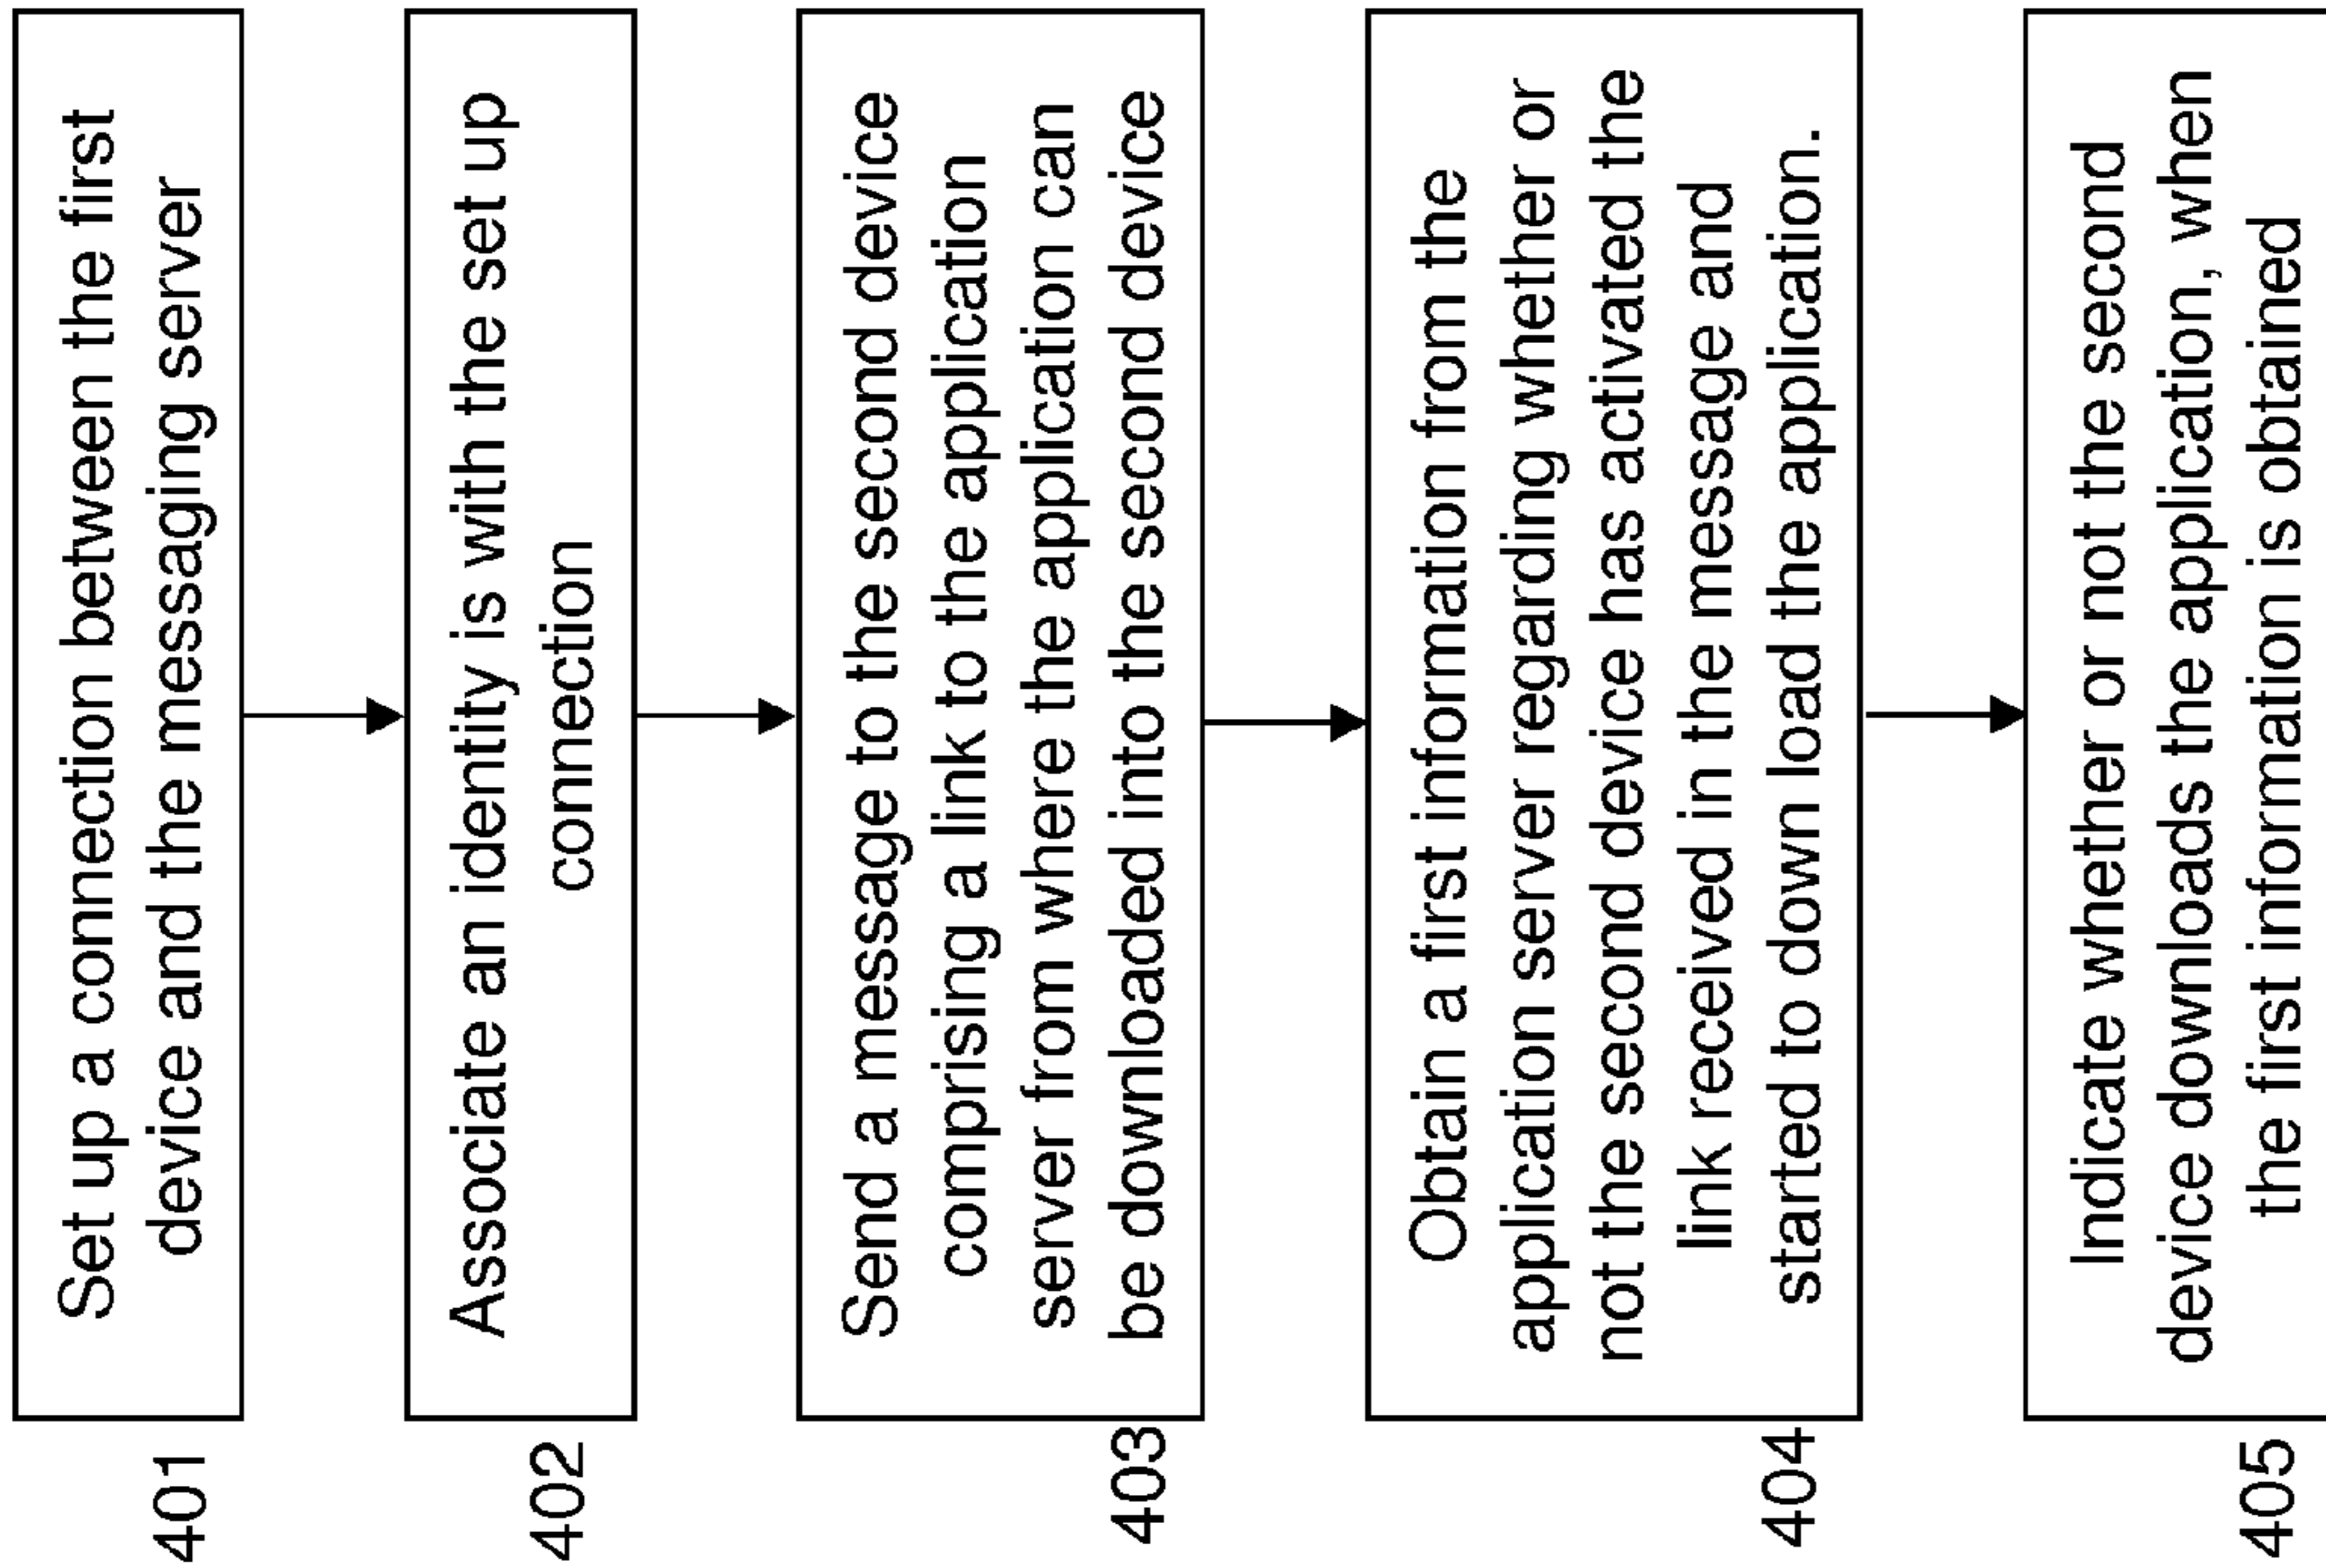 401
Set up a connection between the first
device and the messaging server
402
Associate an identity is with the set up
connection
403
Send a message to the second device
comprising a link to the application
server from where the application can
be downloaded into the second device
404
Obtain a first information from the
application server regarding whether or
not the second device has activated the
link received in the message and
started to down load the application.
405
Indicate whether or not the second
device downloads the application, when
the first information is obtained